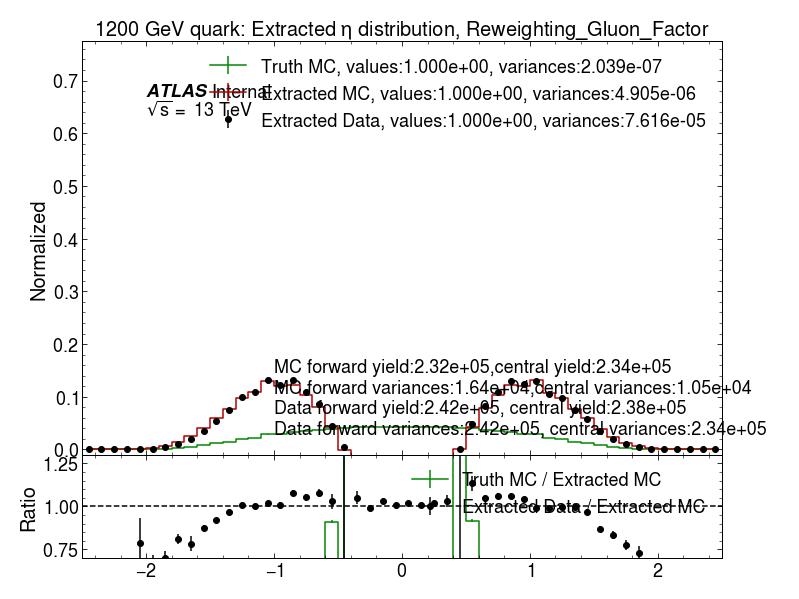 1200 GeV quark: Extracted η distribution, Reweighting_Gluon_Factor
Truth MC, values:1.000e+00, variances:2.039e-07
ATLAS Internal
Extracted MC, values:1.000e+00, variances:4.905e-06
√s = 13 TeV
Extracted Data, values:1.000e+00, variances:7.616e-05
Normalized
0.7
0.6
0.5
0.4
0.3
0.2
0.1
0.0
MC forward yield:2.32e+05,central yield:2.34e+05
MC forward variances:1.64e+04,central variances:1.05e+04
Data forward yield:2.42e+05, central yield:2.38e+05
Data forward variances:2.42e+05, central variances:2.34e+05
Ratio
1.25
1.00
0.75
Truth MC / Extracted MC
Extracted Data / Extracted MC
−2 −1 0 1 2